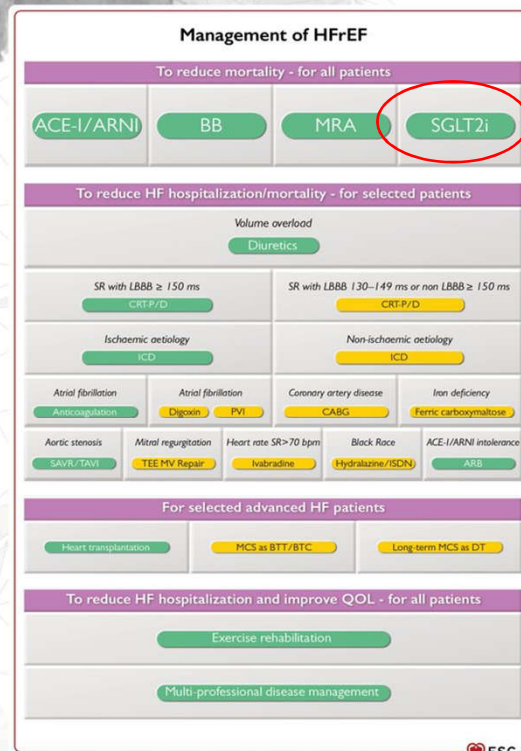 Management of HFrEF
To reduce mortality - for all patients
ACE-I/ARNI BB MRA SGLT2i
To reduce HF hospitalization/mortality - for selected patients
Volume overload
Diuretics
SR with LBBB ≥ 150 ms SR with LBBB 130–149 ms or non LBBB ≥ 150 ms
CRT-P/D CRT-P/D
Ischaemic aetiology Non-ischaemic aetiology
ICD ICD
Atrial fibrillation Atrial fibrillation Coronary artery disease Iron deficiency
Anticoagulation Digoxin PVI CABG Ferric carboxymaltose
Aortic stenosis Mitral regurgitation Heart rate SR>70 bpm Black Race ACE-I/ARNI intolerance
SAVR/TAVI TEE MV Repair Ivabradine Hydralazine/ISDN ARB
For selected advanced HF patients
Heart transplantation MCS as BTT/BTC Long-term MCS as DT
To reduce HF hospitalization and improve QOL - for all patients
Exercise rehabilitation
Multi-professional disease management
ESC